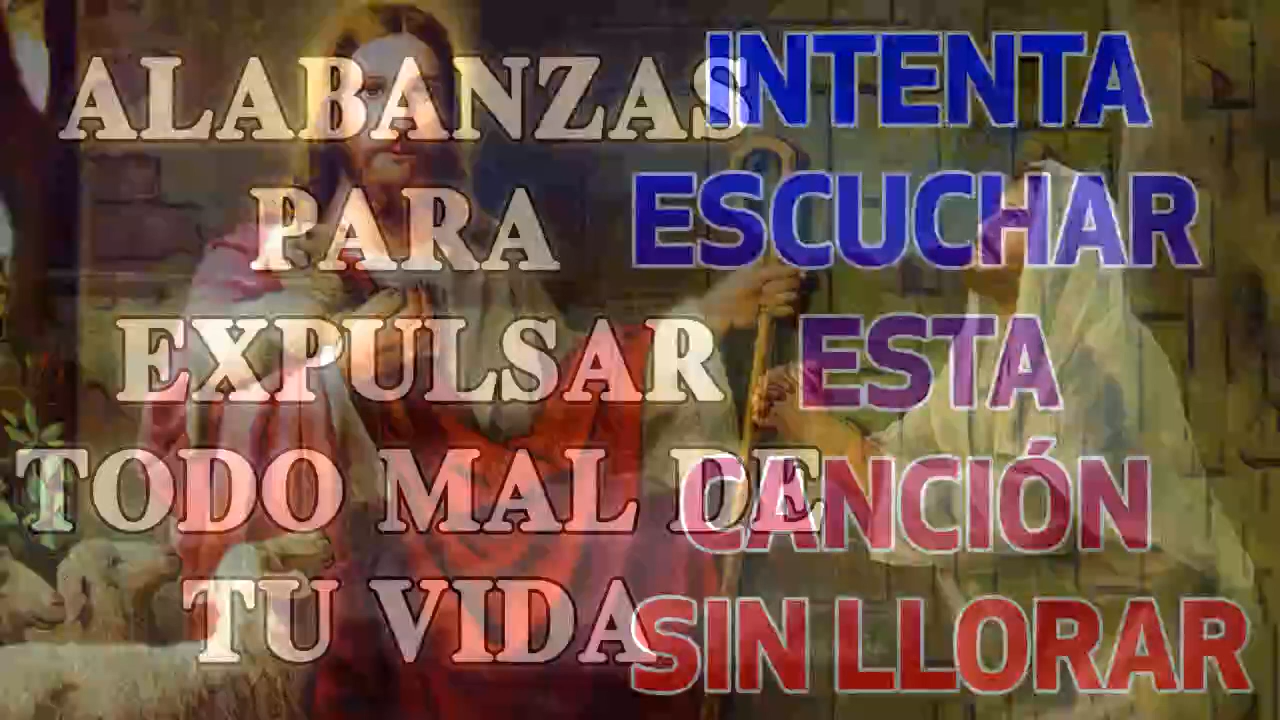 ALABANZAS
PARA
EXPULSAR
TODO MAL DE
TU VIDA
INTENTA
ESCUCHAR
ESTA
CANCIÓN
SIN LLORAR